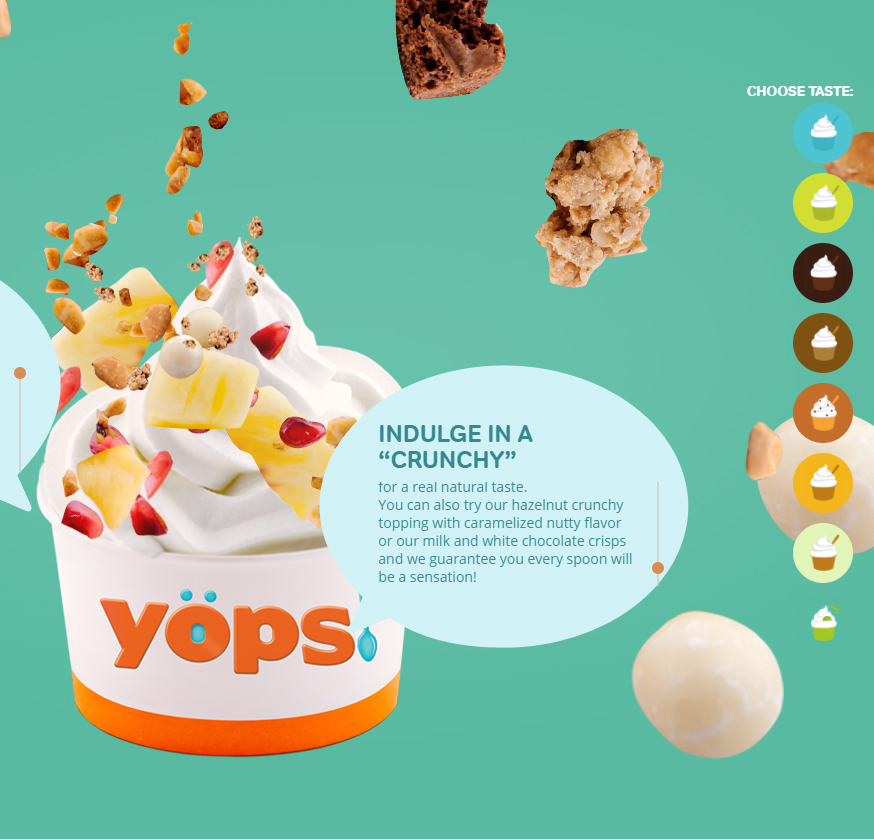 CHOOSE TASTE:
INDULGE IN A
“CRUNCHY”
for a real natural taste.
You can also try our hazelnut crunchy
topping with caramelized nutty flavor
or our milk and white chocolate crisps
and we guarantee you every spoon will
be a sensation!
yöps